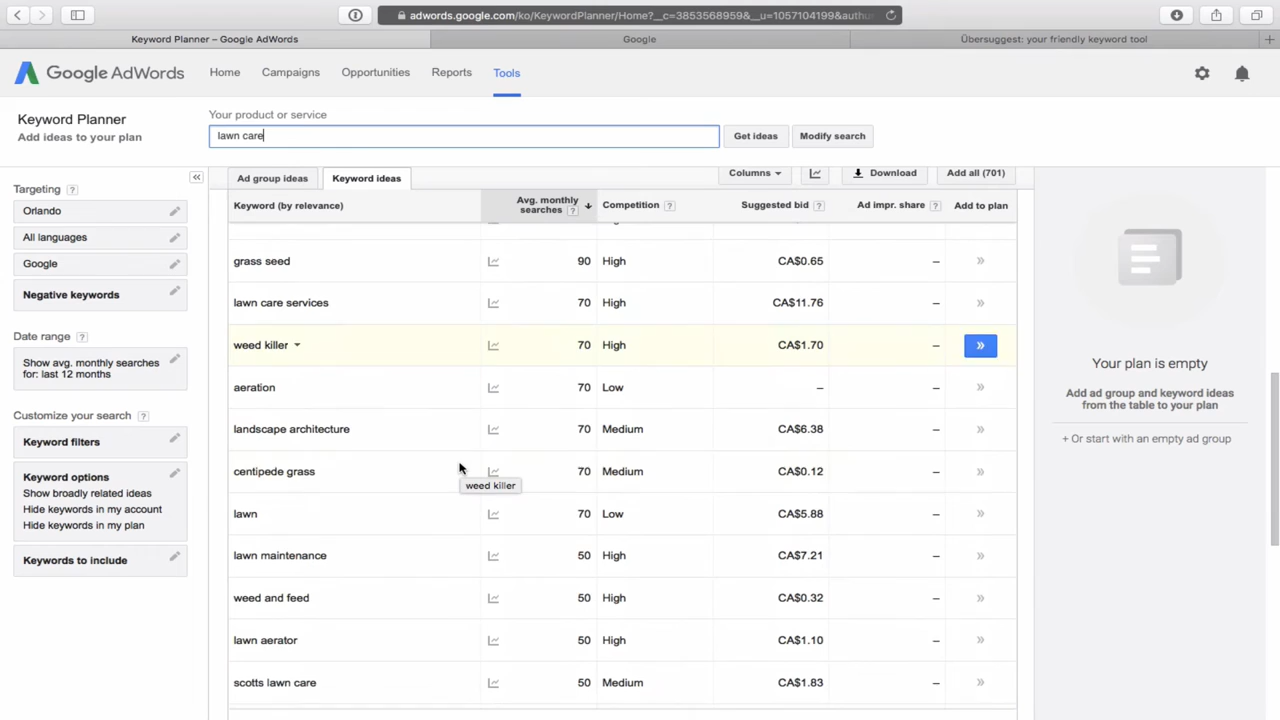 adwords.google.com/ko/KeywordPlanner/Home?__c=3853568959&__u=1057104199&authus
Keyword Planner – Google AdWords
Google
Übersuggest: your friendly keyword tool
Google AdWords
Home
Campaigns
Opportunities
Reports
Tools
Keyword Planner
Add ideas to your plan
Your product or service
lawn care
Get ideas
Modify search
Targeting ?
Orlando
All languages
Google
Negative keywords
Date range ?
Show avg. monthly searches
for: last 12 months
Customize your search ?
Keyword filters
Keyword options
Show broadly related ideas
Hide keywords in my account
Hide keywords in my plan
Keywords to include
Ad group ideas
Keyword ideas
Columns
Download
Add all (701)
Keyword (by relevance)
Avg. monthly
searches ?
Competition ?
Suggested bid ?
Ad impr. share ?
Add to plan
grass seed 90 High CA$0.65 – »
lawn care services 70 High CA$11.76 – »
weed killer 70 High CA$1.70 – »
aeration 70 Low – – »
landscape architecture 70 Medium CA$6.38 – »
centipede grass 70 Medium CA$0.12 – »
weed killer
lawn 70 Low CA$5.88 – »
lawn maintenance 50 High CA$7.21 – »
weed and feed 50 High CA$0.32 – »
lawn aerator 50 High CA$1.10 – »
scotts lawn care 50 Medium CA$1.83 – »
Your plan is empty
Add ad group and keyword ideas
from the table to your plan
+ Or start with an empty ad group